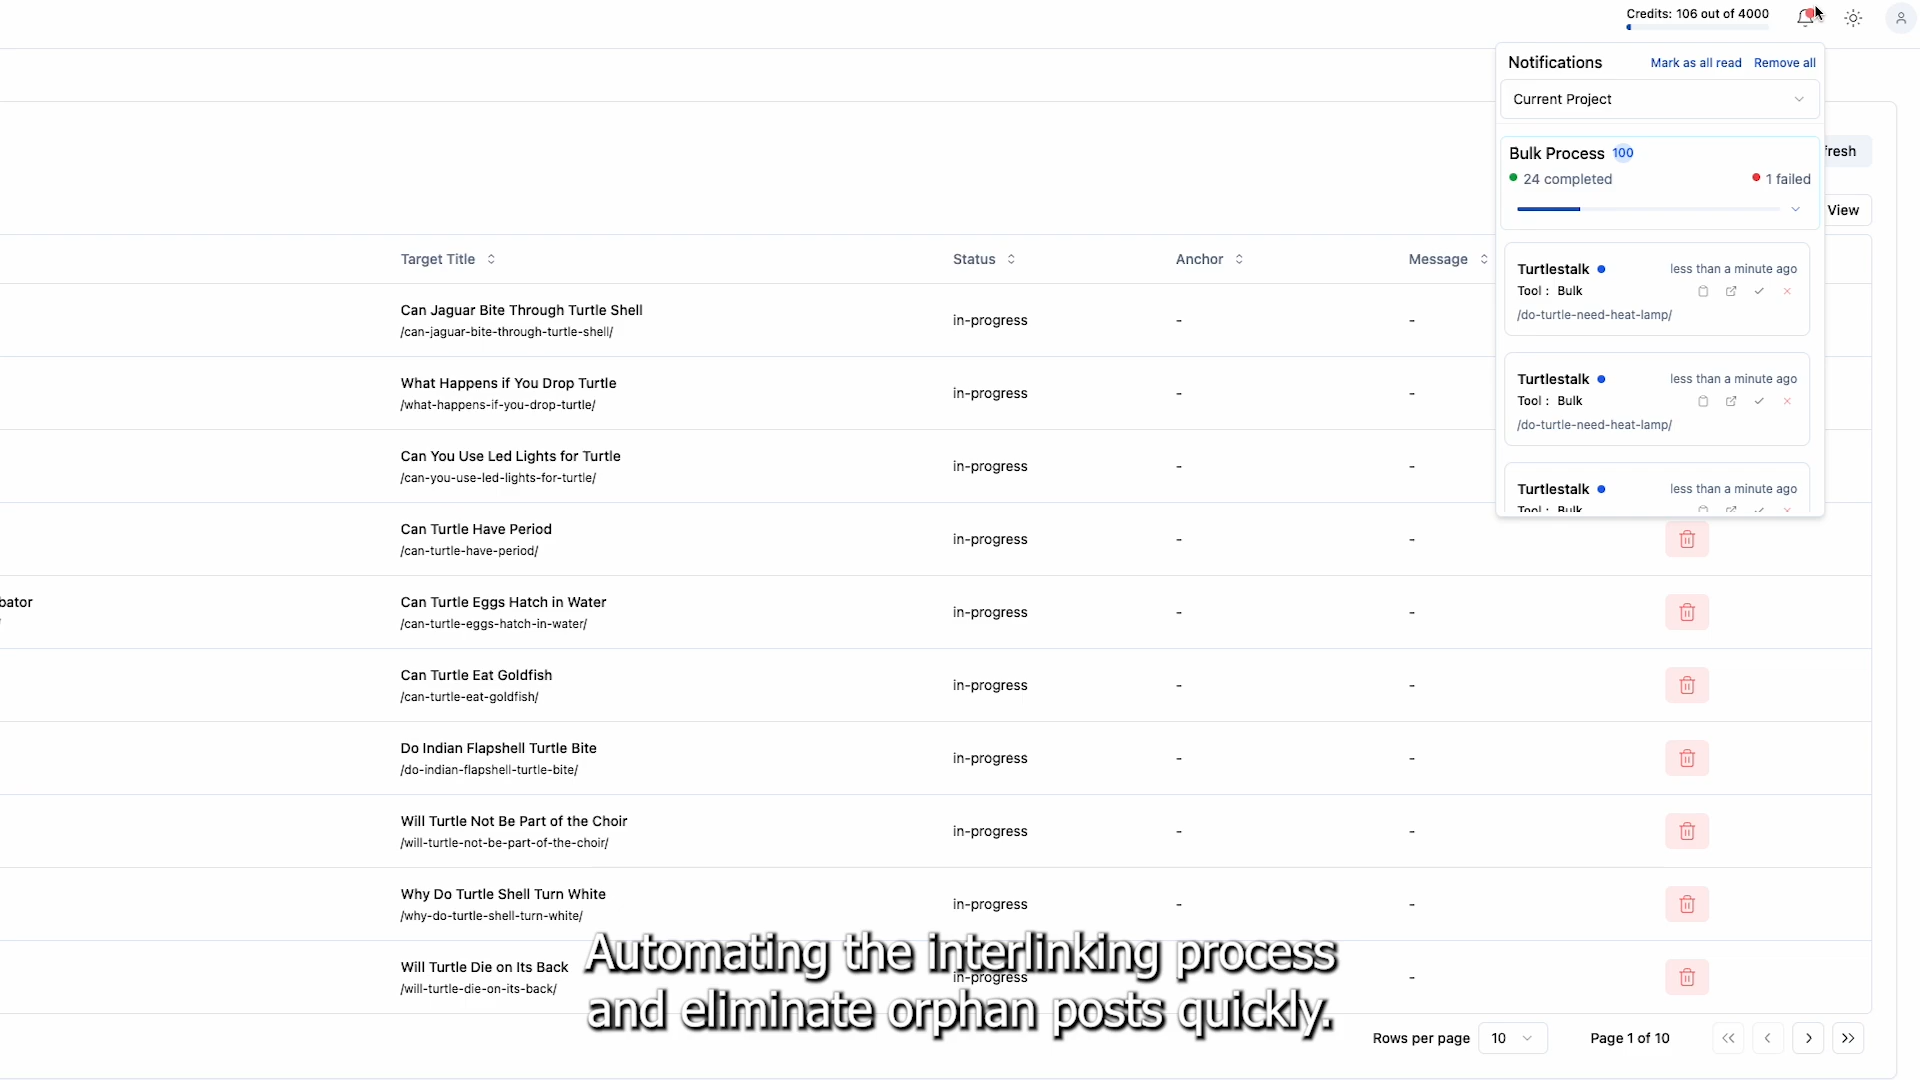 Credits: 106 out of 4000
Notifications Mark as all read Remove all
Current Project
Bulk Process 100
fresh
24 completed 1 failed
View
Target Title Status Anchor Message
Turtlestalk less than a minute ago
Tool : Bulk
/do-turtle-need-heat-lamp/
Turtlestalk less than a minute ago
Tool : Bulk
/do-turtle-need-heat-lamp/
Turtlestalk less than a minute ago
Tool : Bulk
Can Jaguar Bite Through Turtle Shell
/can-jaguar-bite-through-turtle-shell/
in-progress - -
What Happens if You Drop Turtle
/what-happens-if-you-drop-turtle/
in-progress - -
Can You Use Led Lights for Turtle
/can-you-use-led-lights-for-turtle/
in-progress - -
Can Turtle Have Period
/can-turtle-have-period/
in-progress - -
bator
Can Turtle Eggs Hatch in Water
/can-turtle-eggs-hatch-in-water/
in-progress - -
Can Turtle Eat Goldfish
/can-turtle-eat-goldfish/
in-progress - -
Do Indian Flapshell Turtle Bite
/do-indian-flapshell-turtle-bite/
in-progress - -
Will Turtle Not Be Part of the Choir
/will-turtle-not-be-part-of-the-choir/
in-progress - -
Why Do Turtle Shell Turn White
/why-do-turtle-shell-turn-white/
in-progress - -
Will Turtle Die on Its Back
/will-turtle-die-on-its-back/
in-progress -
Automating the interlinking process
and eliminate orphan posts quickly.
Rows per page 10 Page 1 of 10